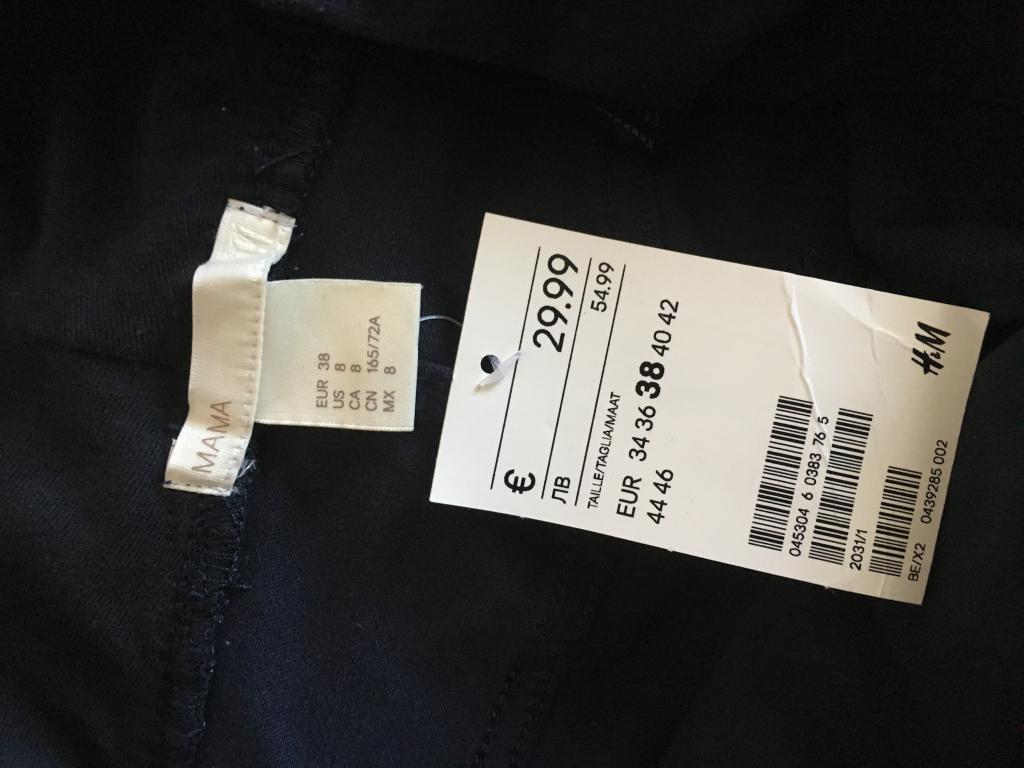 MAMA
EUR 38
US 8
CA 8
CN 165/72A
MX 8
€ 29.99
ЛВ 54.99
TAILLE/TAGLIA/MAAT
EUR 34 36 38 40 42
44 46
045304 6 0383 76 5
2031/1
BE/X2 0439285 002
H&M